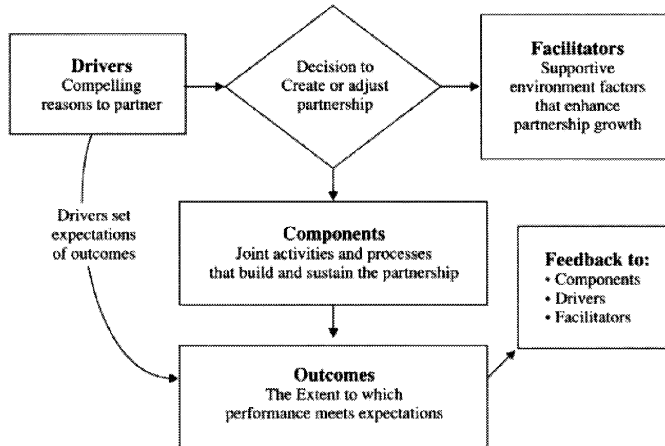 Drivers
Compelling
reasons to partner
Decision to
Create or adjust
partnership
Facilitators
Supportive
environment factors
that enhance
partnership growth
Drivers set
expectations
of outcomes
Components
Joint activities and processes
that build and sustain the partnership
Feedback to:
• Components
• Drivers
• Facilitators
Outcomes
The Extent to which
performance meets expectations